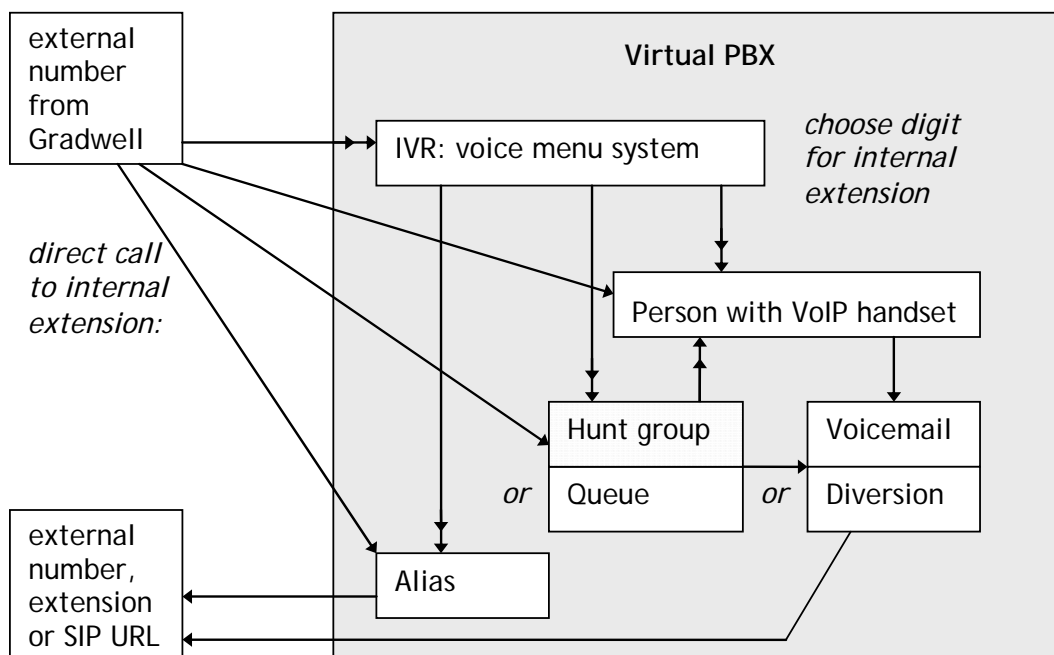 external
number
from
Gradwell
Virtual PBX
IVR: voice menu system
choose digit
for internal
extension
direct call
to internal
extension:
Person with VoIP handset
Hunt group
Voicemail
or
Queue
or
Diversion
external
number,
extension
or SIP URL
Alias